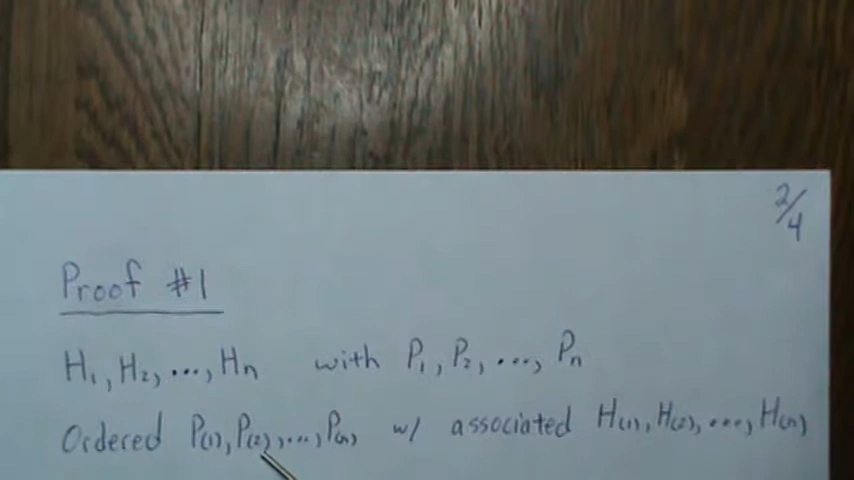 2/4
Proof #1
H₁, H₂, ..., Hn with P₁, P₂, ..., Pn
Ordered P(1), P(2), ..., P(n) w/ associated H(1), H(2), ..., H(n)